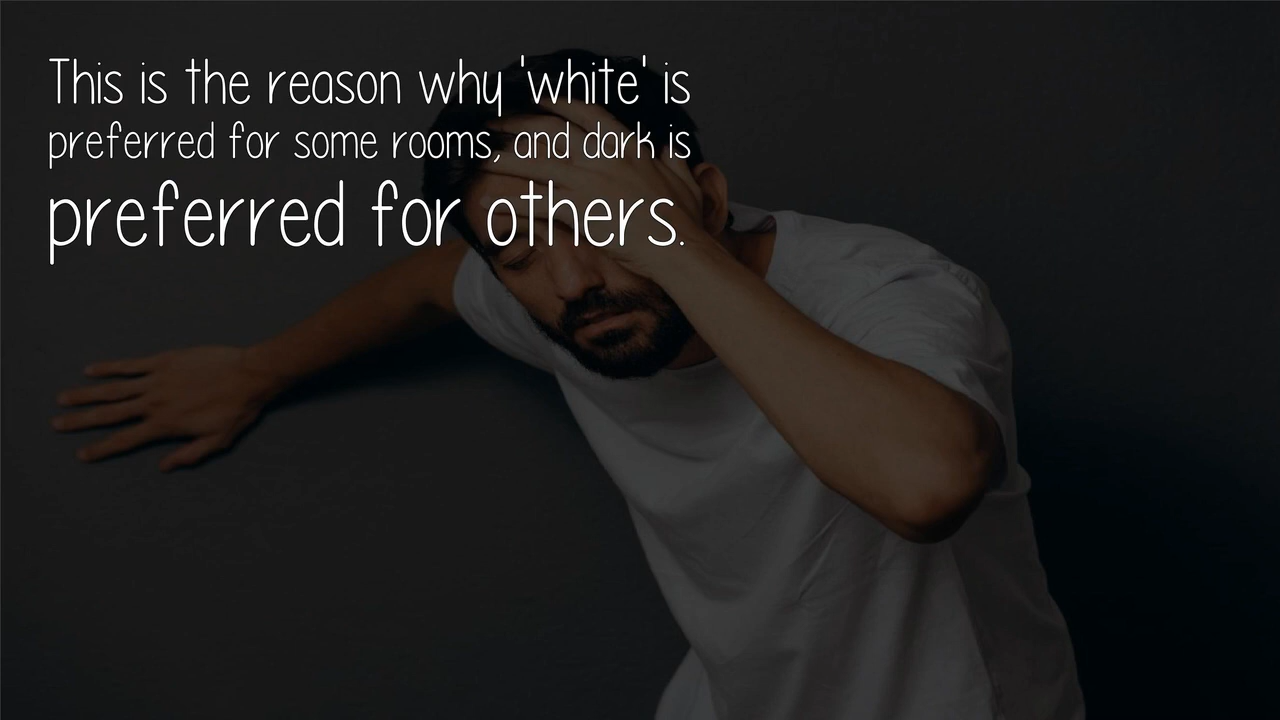 This is the reason why 'white' is
preferred for some rooms, and dark is
preferred for others.